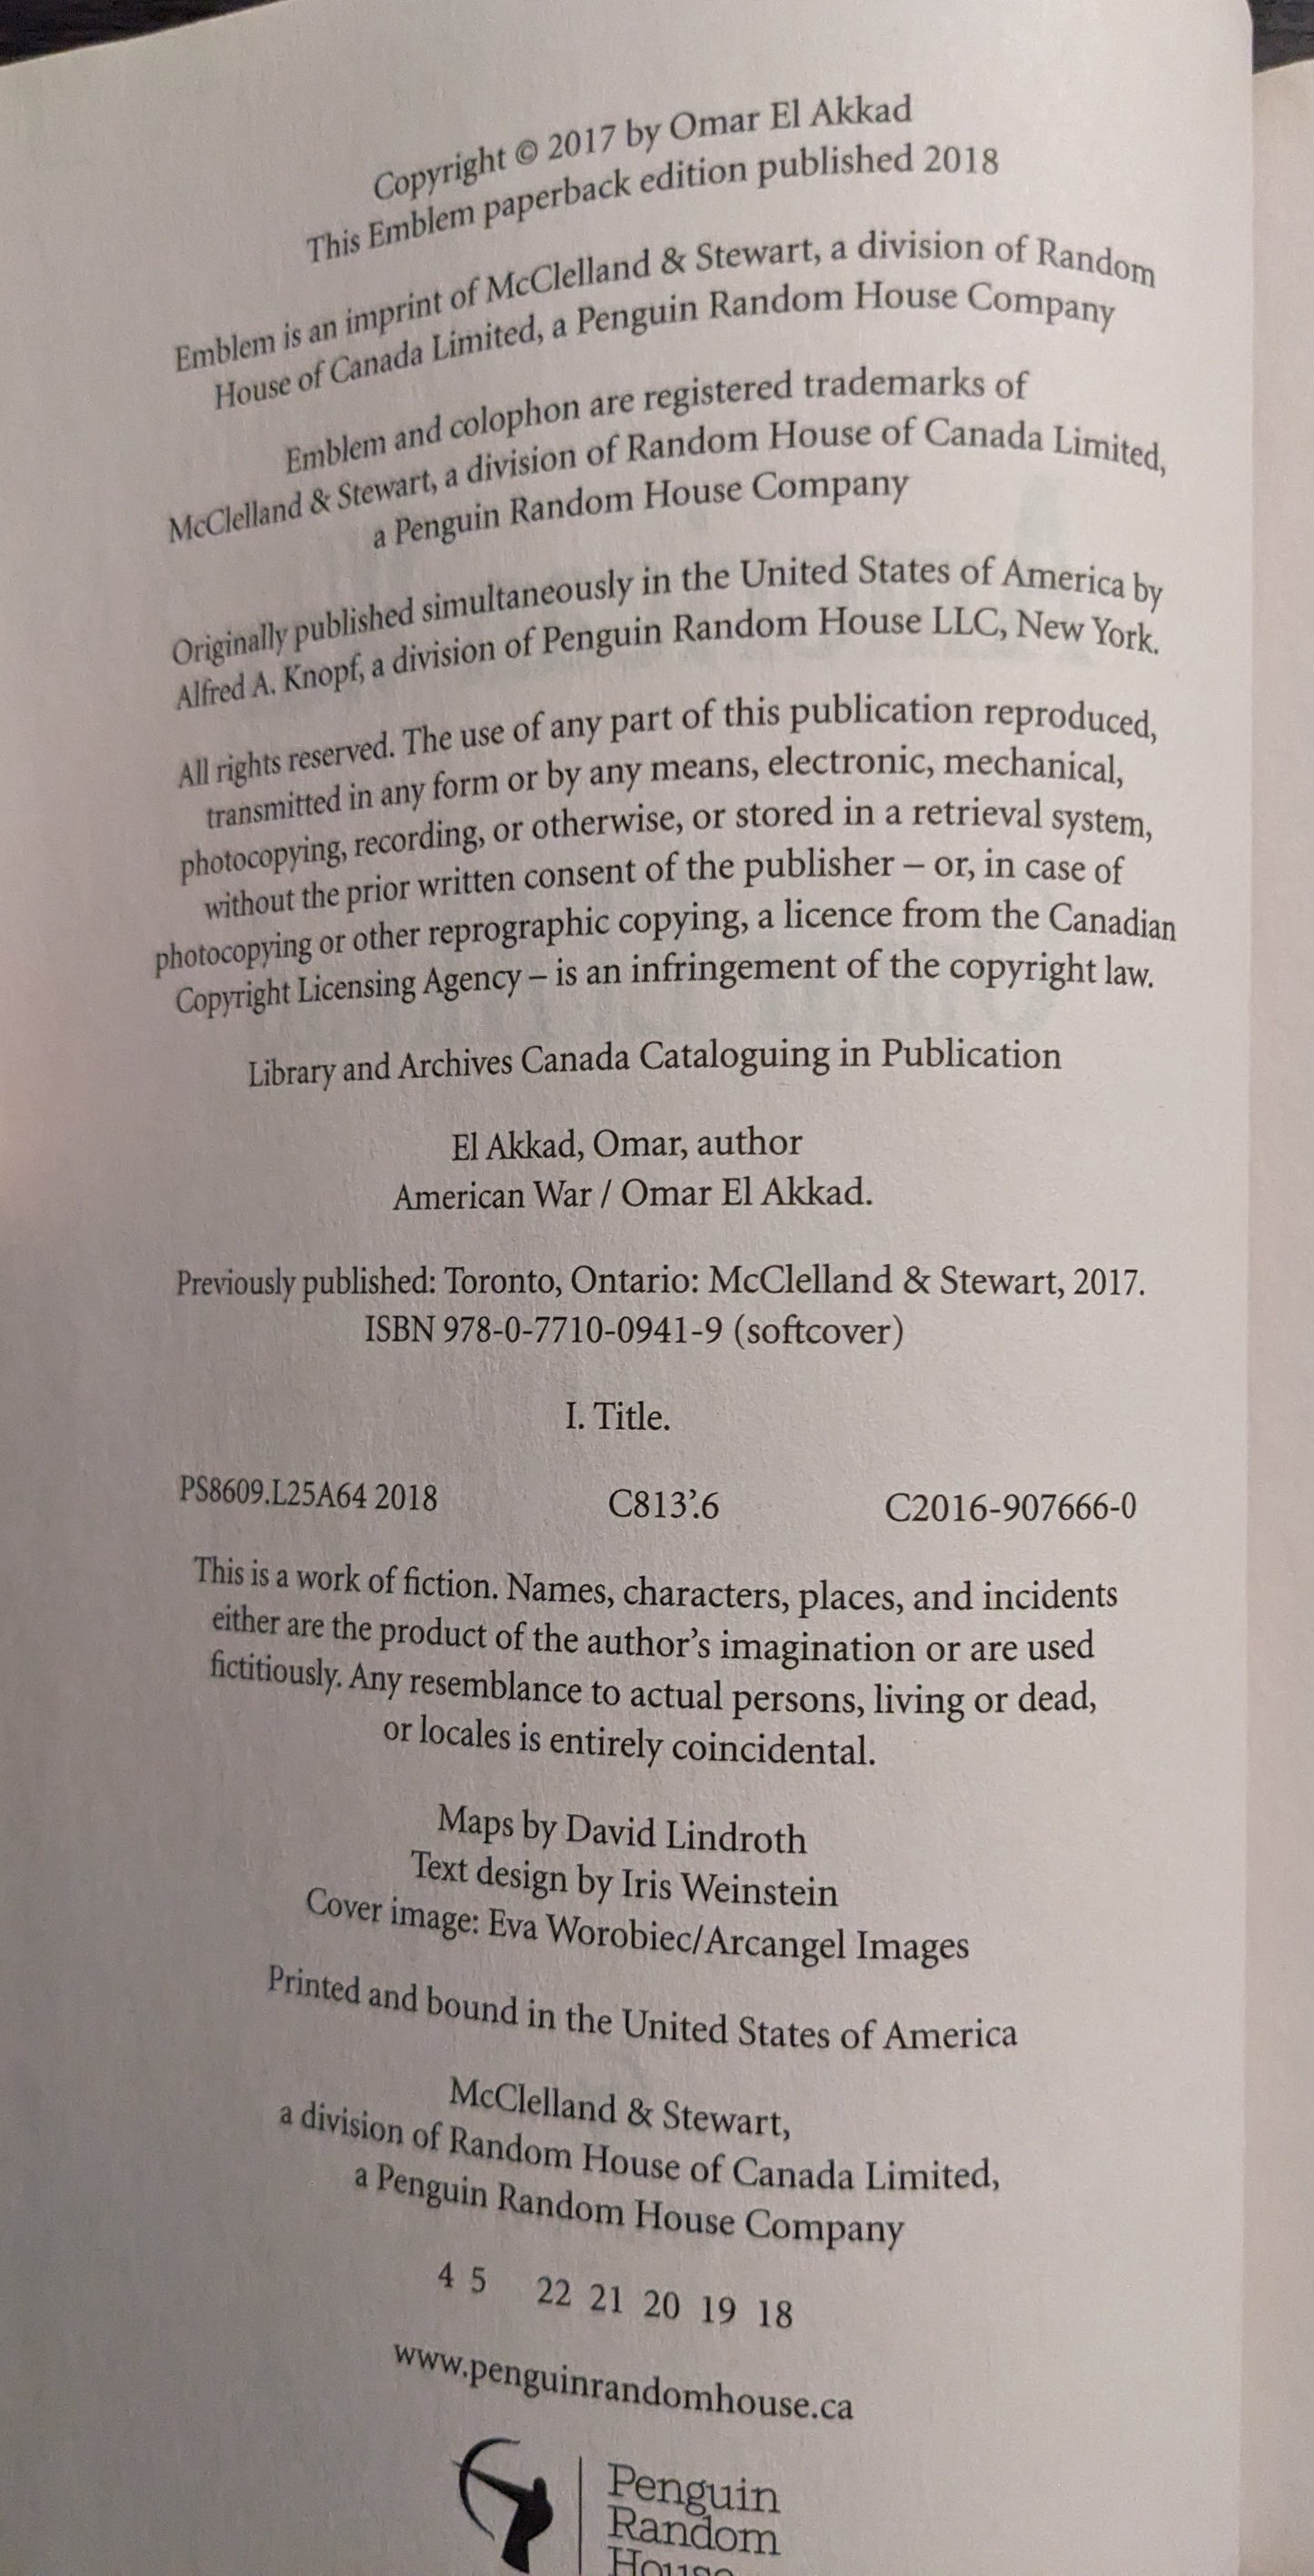 Copyright © 2017 by Omar El Akkad
This Emblem paperback edition published 2018
Emblem is an imprint of McClelland & Stewart, a division of Random
House of Canada Limited, a Penguin Random House Company
Emblem and colophon are registered trademarks of
McClelland & Stewart, a division of Random House of Canada Limited,
a Penguin Random House Company
Originally published simultaneously in the United States of America by
Alfred A. Knopf, a division of Penguin Random House LLC, New York.
All rights reserved. The use of any part of this publication reproduced,
transmitted in any form or by any means, electronic, mechanical,
photocopying, recording, or otherwise, or stored in a retrieval system,
without the prior written consent of the publisher – or, in case of
photocopying or other reprographic copying, a licence from the Canadian
Copyright Licensing Agency – is an infringement of the copyright law.
Library and Archives Canada Cataloguing in Publication
El Akkad, Omar, author
American War / Omar El Akkad.
Previously published: Toronto, Ontario: McClelland & Stewart, 2017.
ISBN 978-0-7710-0941-9 (softcover)
I. Title.
PS8609.L25A64 2018 C813’.6 C2016-907666-0
This is a work of fiction. Names, characters, places, and incidents
either are the product of the author’s imagination or are used
fictitiously. Any resemblance to actual persons, living or dead,
or locales is entirely coincidental.
Maps by David Lindroth
Text design by Iris Weinstein
Cover image: Eva Worobiec/Arcangel Images
Printed and bound in the United States of America
McClelland & Stewart,
a division of Random House of Canada Limited,
a Penguin Random House Company
4 5 22 21 20 19 18
www.penguinrandomhouse.ca
Penguin
Random
House